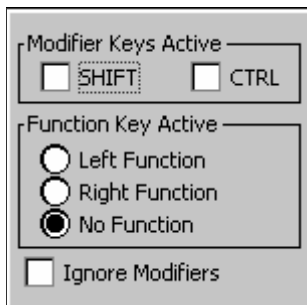 Modifier Keys Active
SHIFT CTRL
Function Key Active
Left Function
Right Function
No Function
Ignore Modifiers